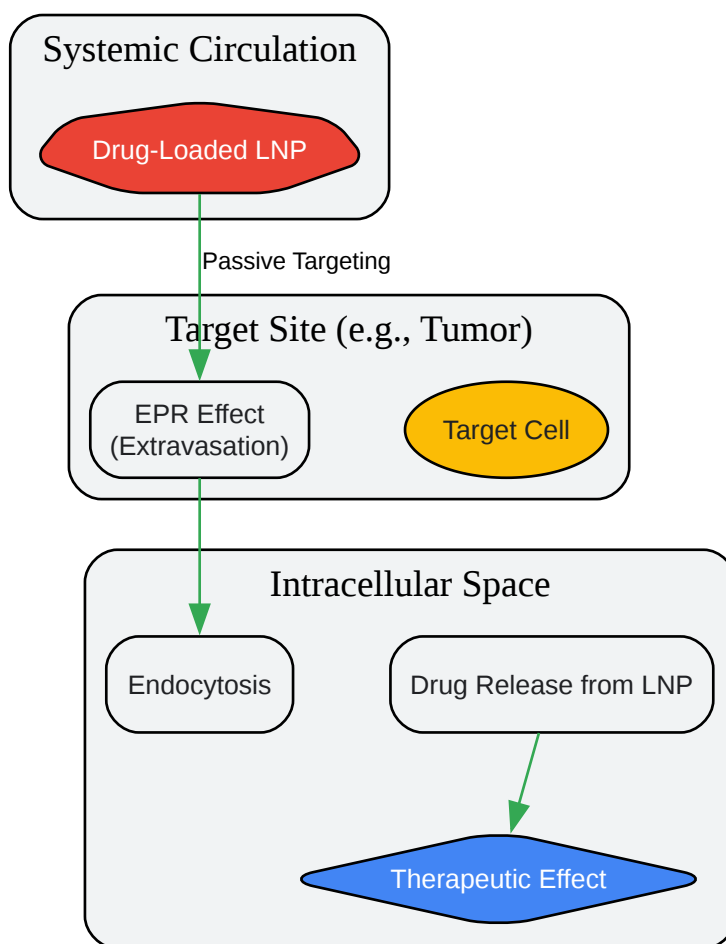 Systemic Circulation
Drug-Loaded LNP
Passive Targeting
Target Site (e.g., Tumor)
EPR Effect
(Extravasation)
Target Cell
Intracellular Space
Endocytosis
Drug Release from LNP
Therapeutic Effect